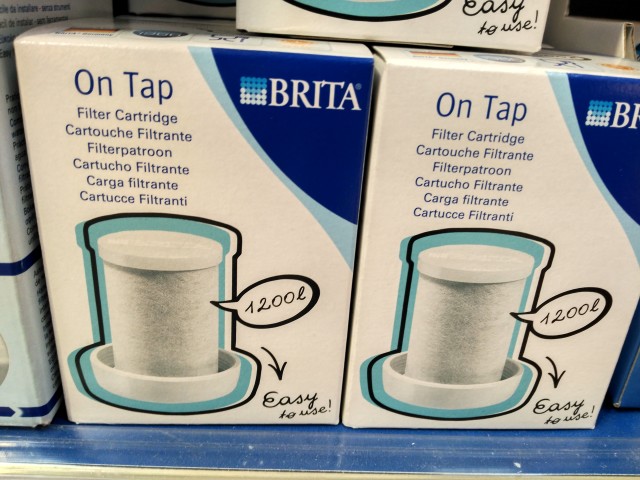 Easy
to use!
On Tap
BRITA
Filter Cartridge
Cartouche Filtrante
Filterpatroon
Cartucho Filtrante
Carga filtrante
Cartucce Filtranti
1200l
Easy
to use!
On Tap
BR
Filter Cartridge
Cartouche Filtrante
Filterpatroon
Cartucho Filtrante
Carga filtrante
Cartucce Filtranti
1200l
Easy
to use!